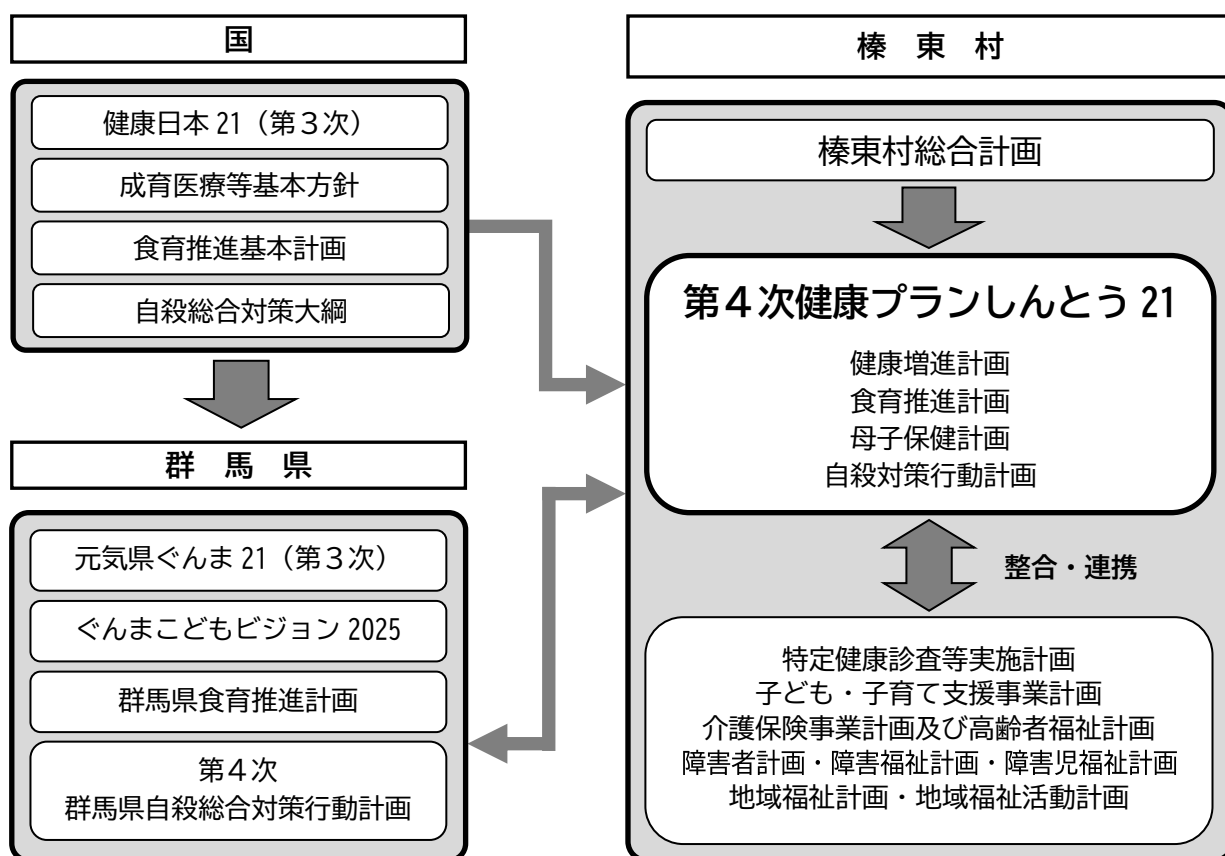 国
健康日本 21（第３次）
成育医療等基本方針
食育推進基本計画
自殺総合対策大綱
群　馬　県
元気県ぐんま 21（第３次）
ぐんまこどもビジョン 2025
群馬県食育推進計画
第４次
群馬県自殺総合対策行動計画
榛　東　村
榛東村総合計画
第４次健康プランしんとう 21
健康増進計画
食育推進計画
母子保健計画
自殺対策行動計画
整合・連携
特定健康診査等実施計画
子ども・子育て支援事業計画
介護保険事業計画及び高齢者福祉計画
障害者計画・障害福祉計画・障害児福祉計画
地域福祉計画・地域福祉活動計画